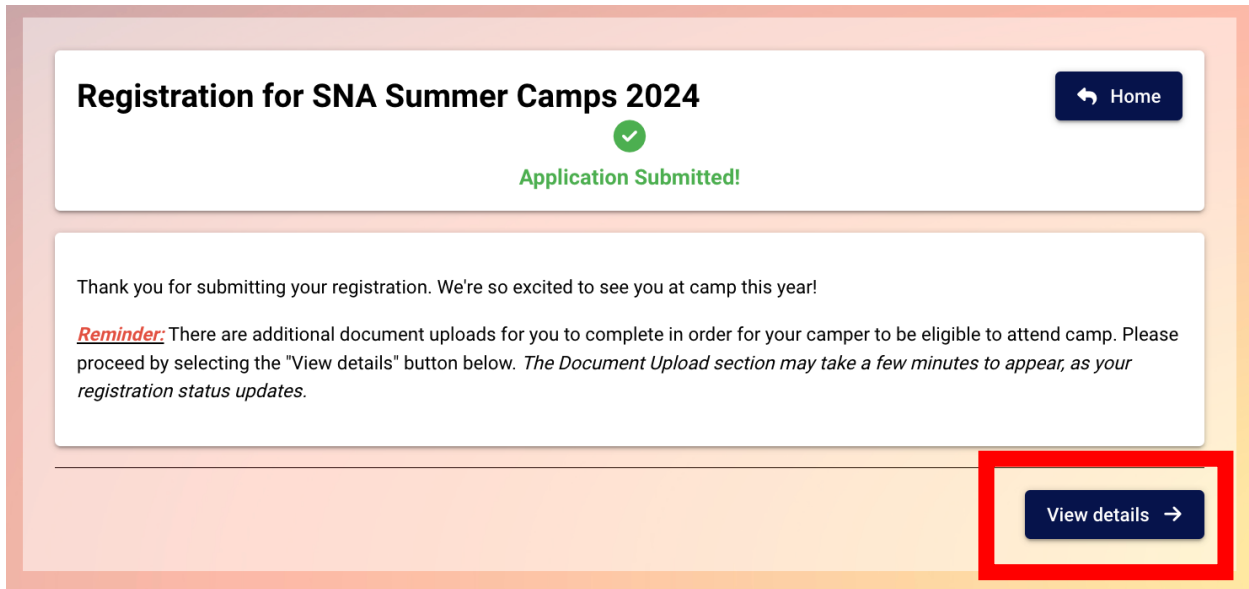 Registration for SNA Summer Camps 2024
Home
Application Submitted!
Thank you for submitting your registration. We're so excited to see you at camp this year!
Reminder: There are additional document uploads for you to complete in order for your camper to be eligible to attend camp. Please
proceed by selecting the "View details" button below. The Document Upload section may take a few minutes to appear, as your
registration status updates.
View details